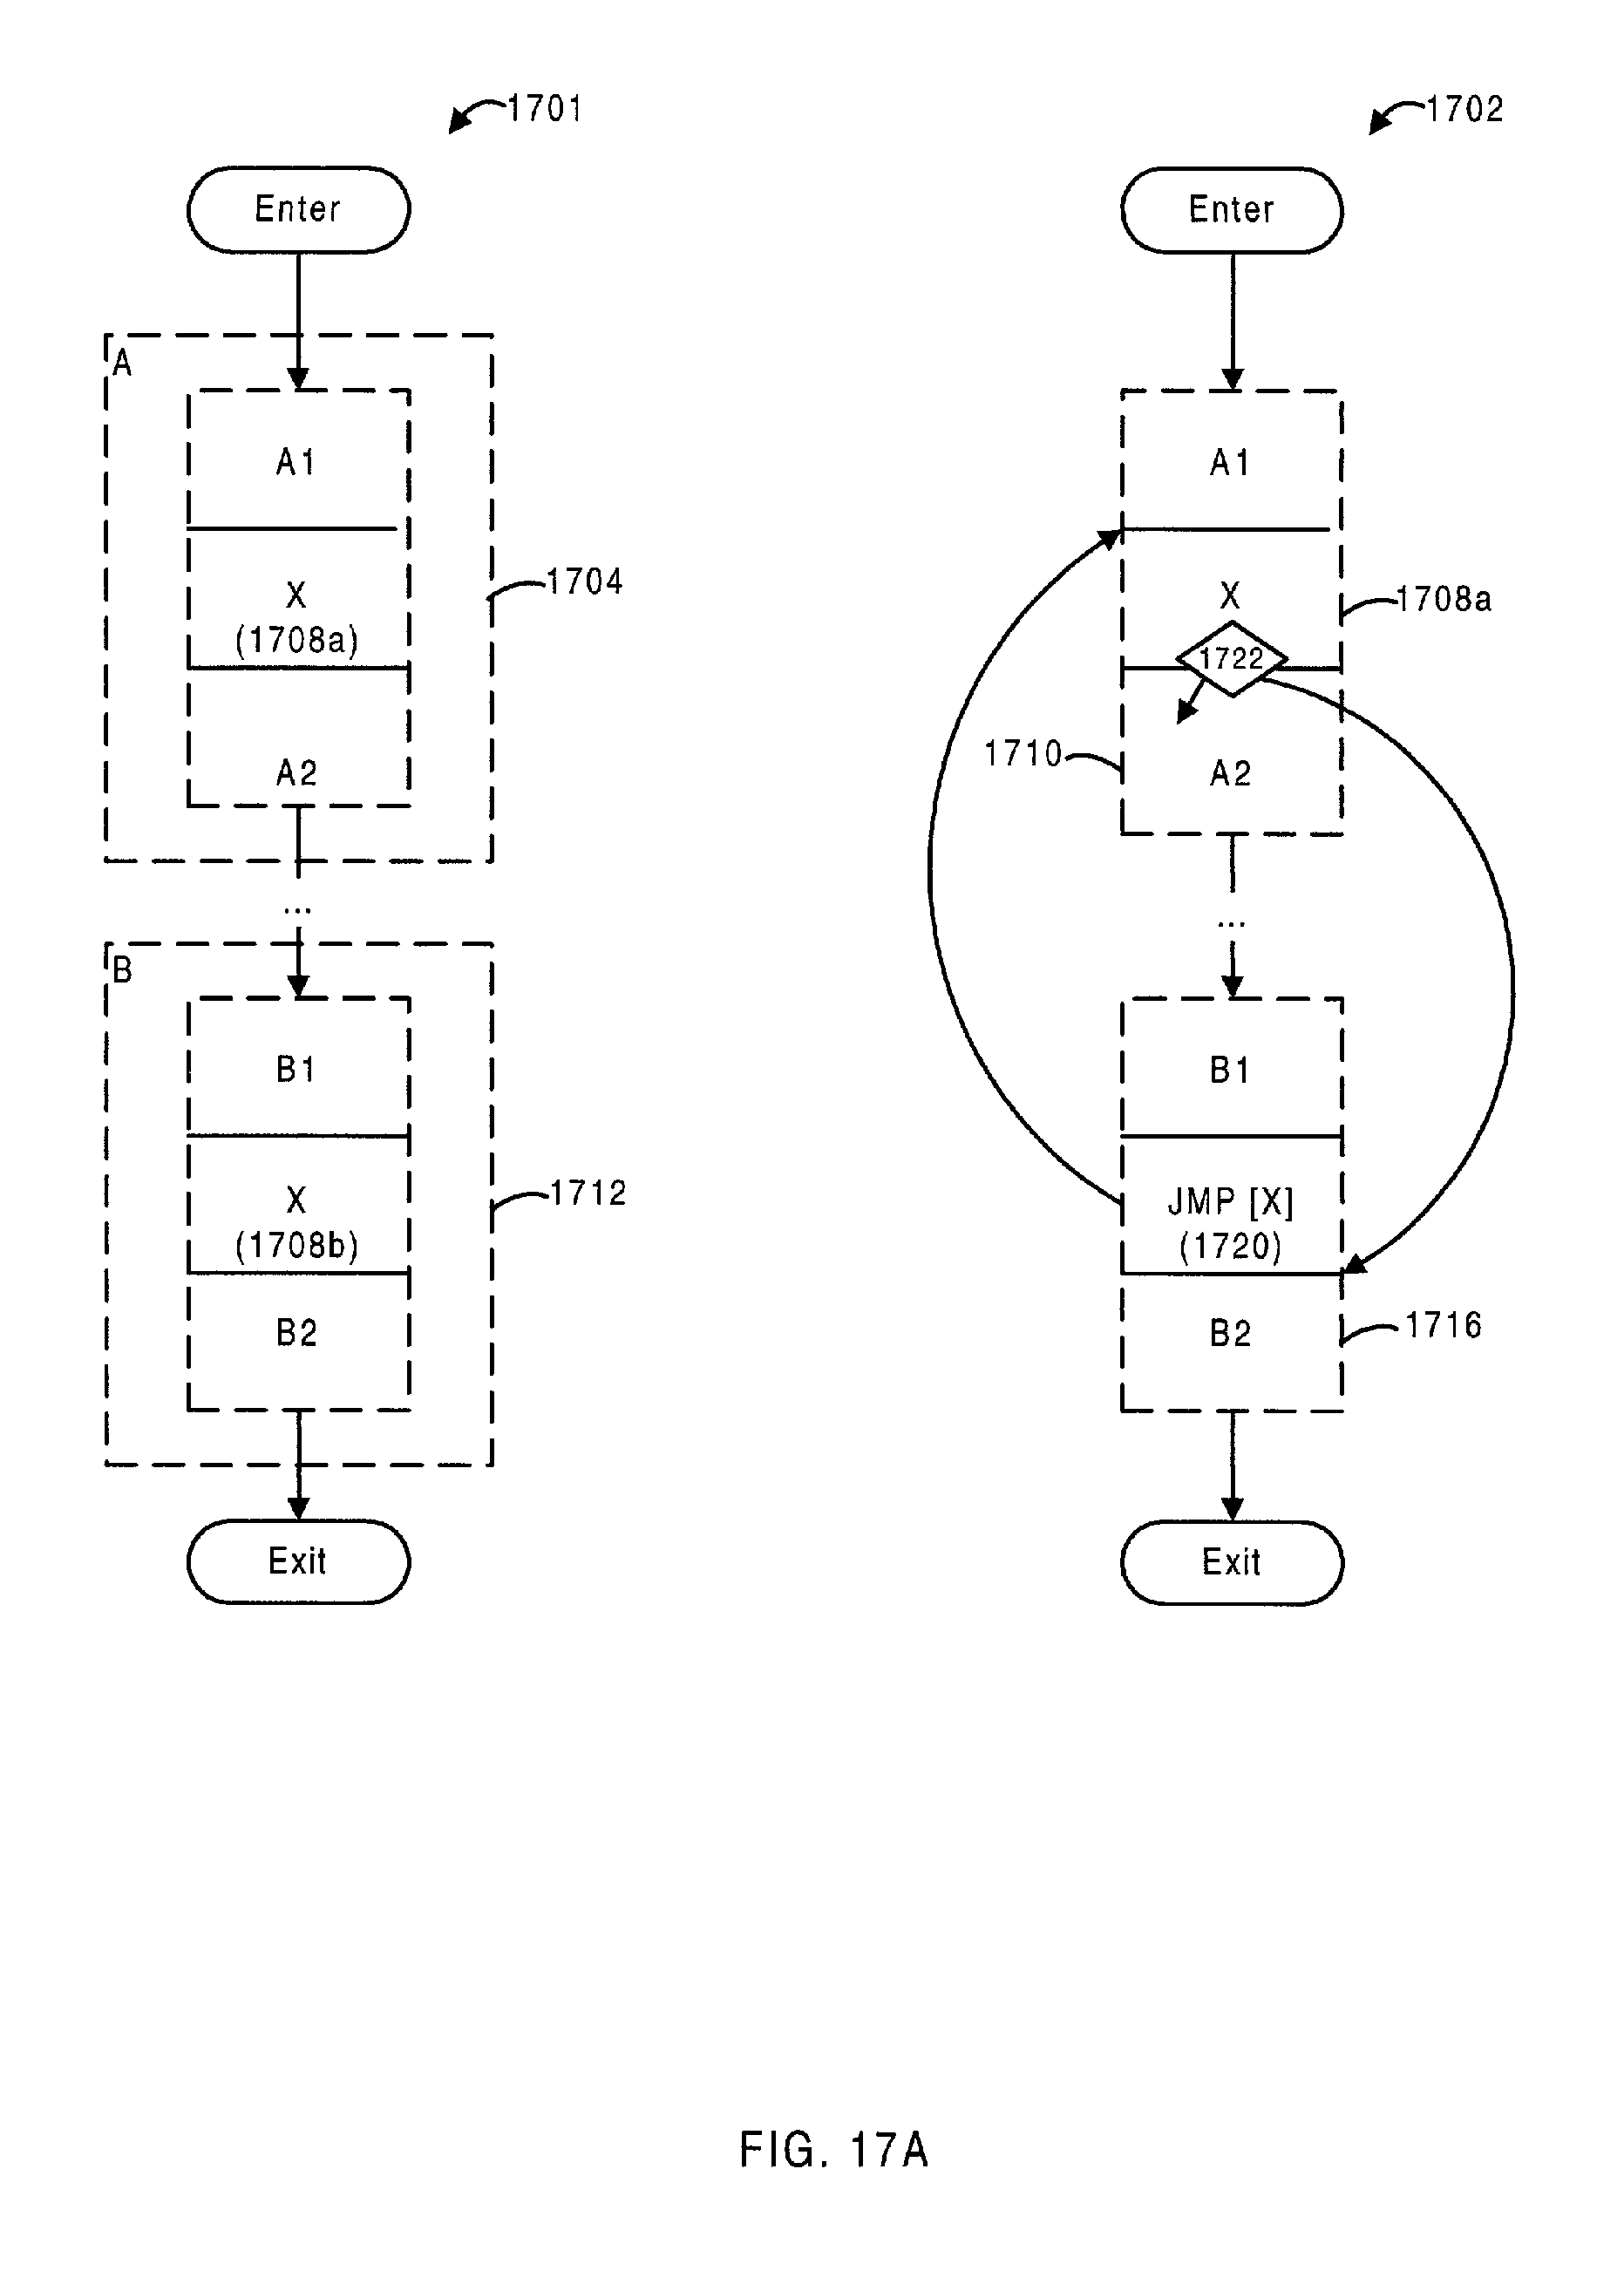 1701
Enter
A
A1
X
(1708a)
1704
A2
...
B
B1
X
(1708b)
1712
B2
Exit
1702
Enter
A1
X
1708a
1722
1710
A2
...
B1
JMP [X]
(1720)
B2
1716
Exit
FIG. 17A